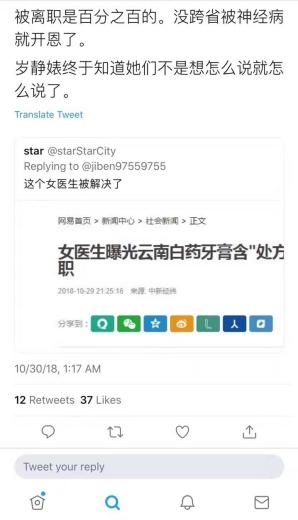 被离职是百分之百的。没跨省被神经病
就开恩了。
岁静婊终于知道她们不是想怎么说就怎
么说了。
Translate Tweet
star @starStarCity
Replying to @jiben97559755
这个女医生被解决了
网易首页 > 新闻中心 > 社会新闻 > 正文
女医生曝光云南白药牙膏含"处方
职
2018-10-29 21:25:16 来源: 中新经纬
分享到:
10/30/18, 1:17 AM
12 Retweets 37 Likes
Tweet your reply